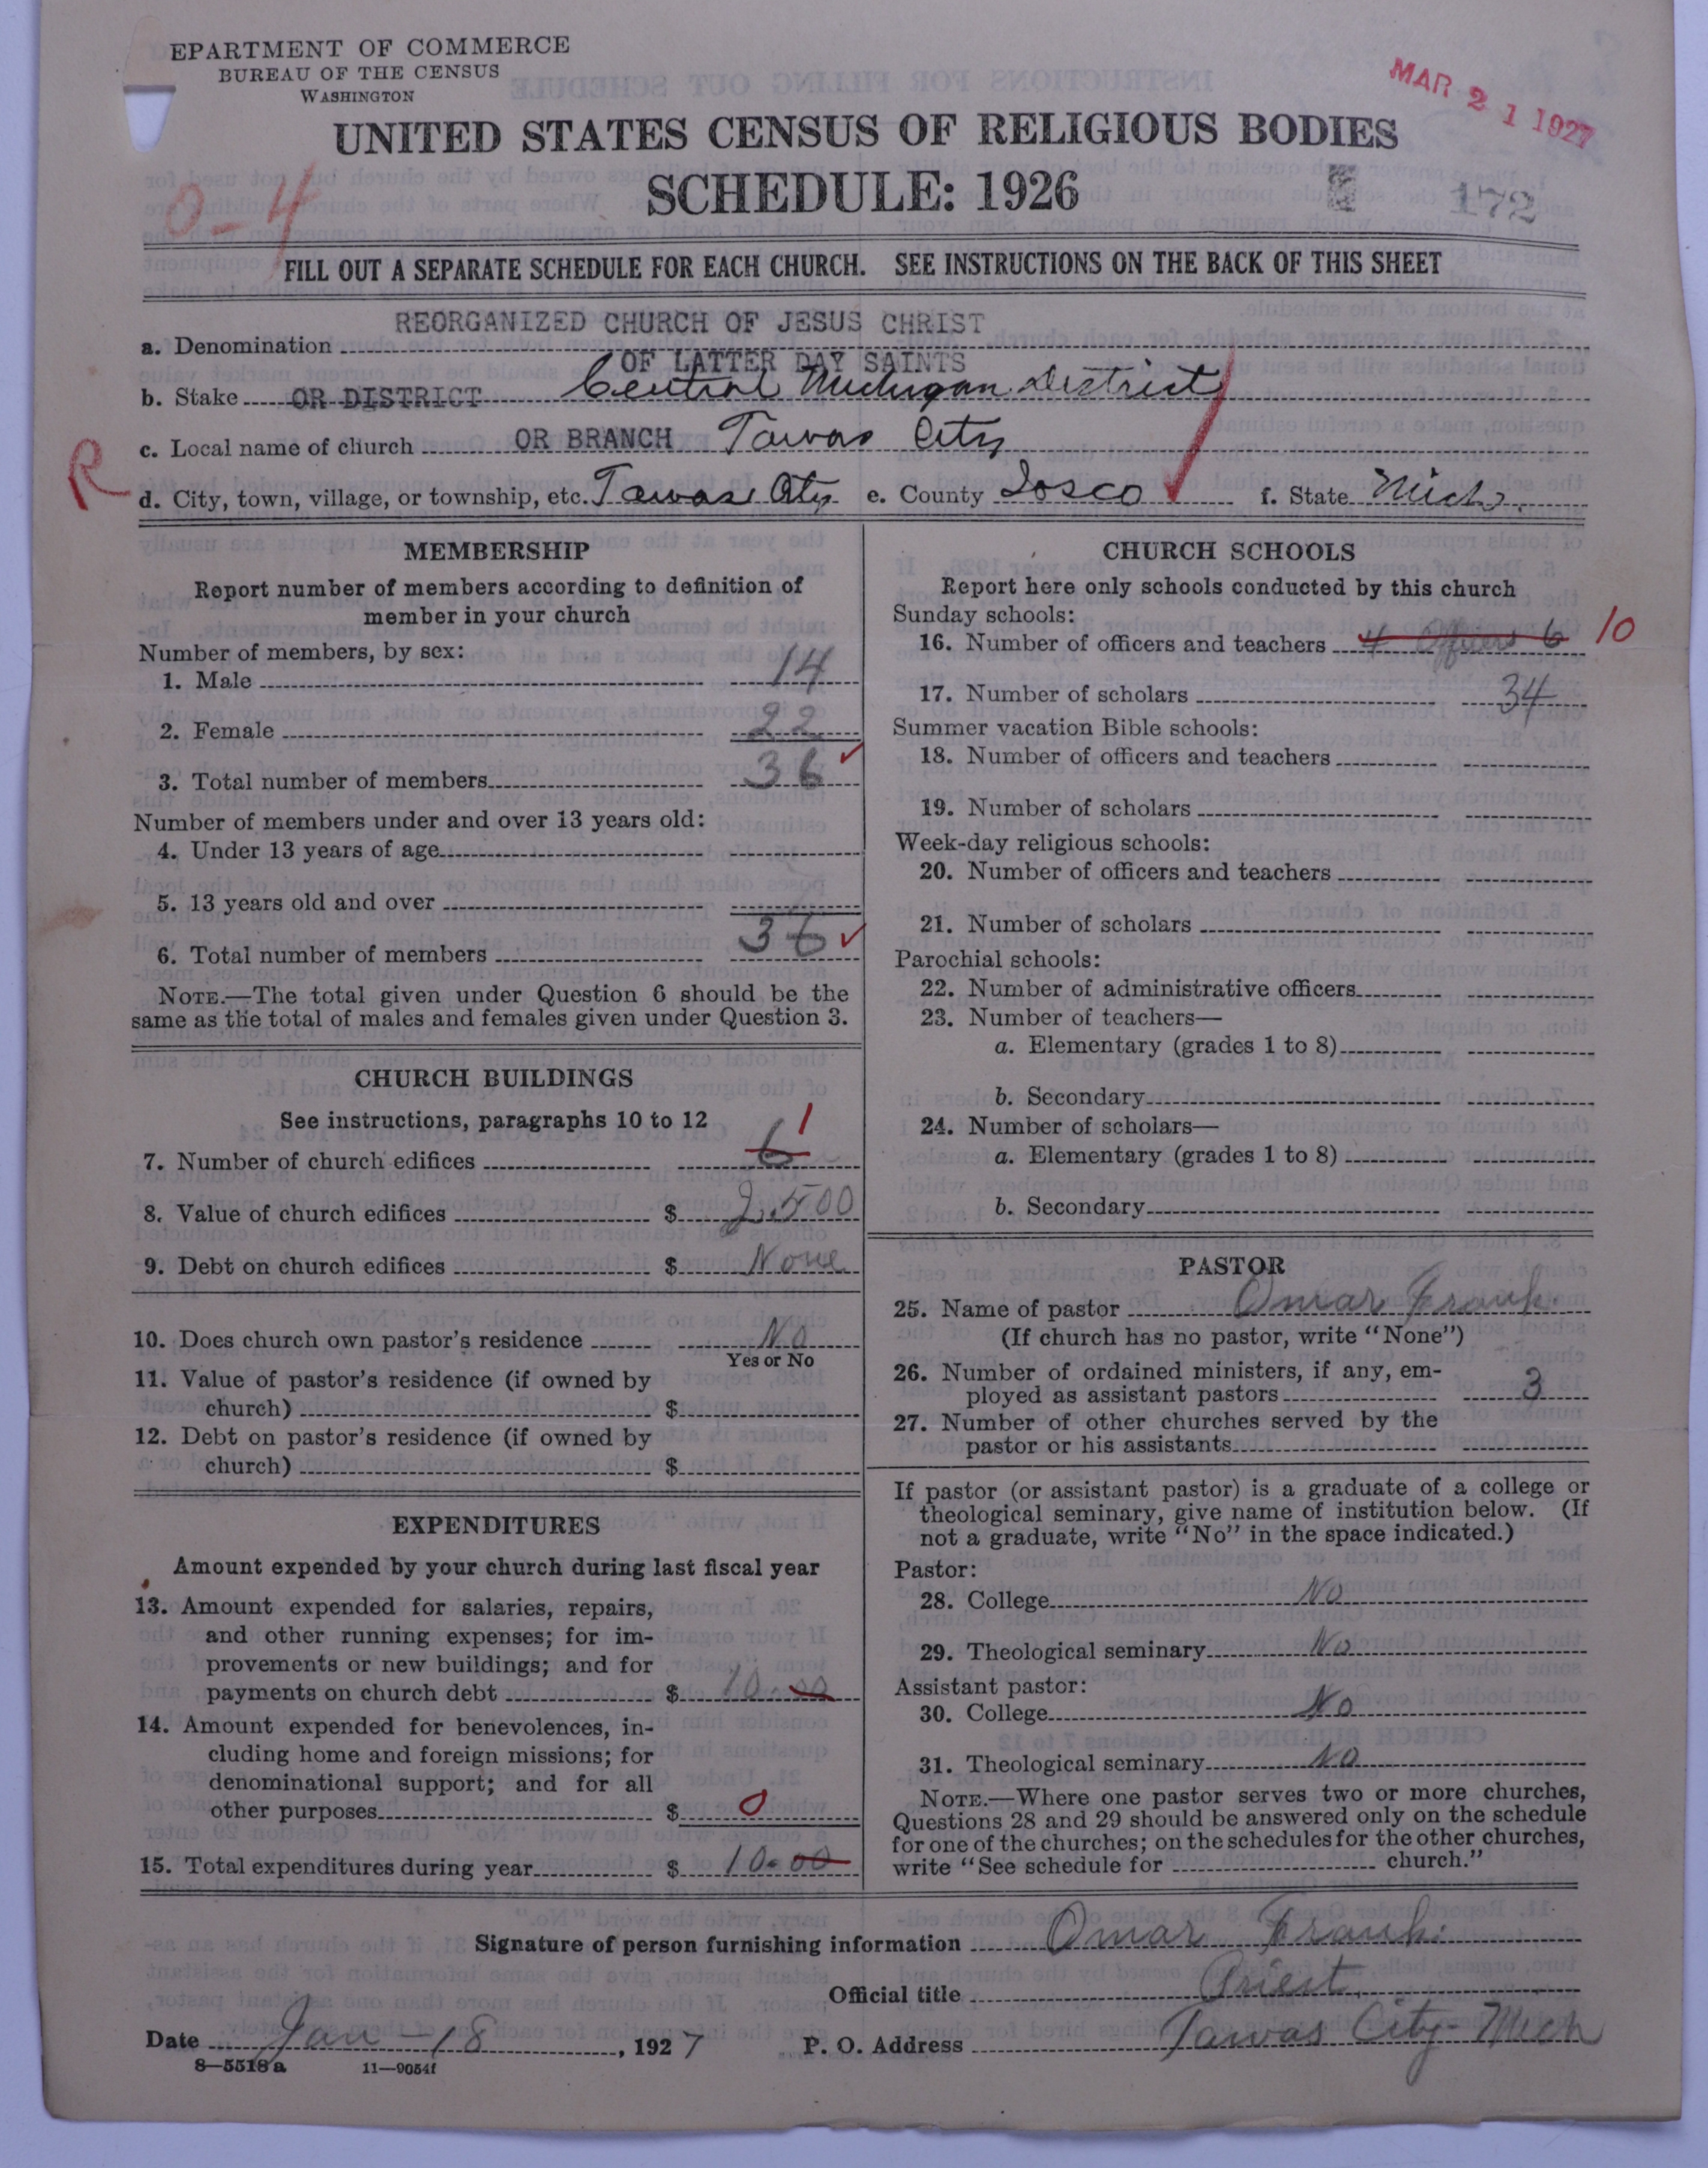 EPARTMENT OF COMMERCE
BUREAU OF THE CENSUS
WASHINGTON
MAR 21 1927
UNITED STATES CENSUS OF RELIGIOUS BODIES
SCHEDULE: 1926
172
FILL OUT A SEPARATE SCHEDULE FOR EACH CHURCH. SEE INSTRUCTIONS ON THE BACK OF THIS SHEET
REORGANIZED CHURCH OF JESUS CHRIST
a. Denomination
OF LATTER DAY SAINTS
b. Stake OR DISTRICT Central Michigan District
c. Local name of church OR BRANCH Tawas City
R
d. City, town, village, or township, etc. Tawas City e. County Iosco f. State Mich.
MEMBERSHIP
Report number of members according to definition of
member in your church
Number of members, by sex:
1. Male 14
2. Female 22
3. Total number of members 36
Number of members under and over 13 years old:
4. Under 13 years of age
5. 13 years old and over
6. Total number of members 36
NOTE.—The total given under Question 6 should be the
same as the total of males and females given under Question 3.
CHURCH BUILDINGS
See instructions, paragraphs 10 to 12
7. Number of church edifices 6 1
8. Value of church edifices $ 2,500
9. Debt on church edifices $ None
10. Does church own pastor's residence No
Yes or No
11. Value of pastor's residence (if owned by
church) $
12. Debt on pastor's residence (if owned by
church) $
EXPENDITURES
Amount expended by your church during last fiscal year
13. Amount expended for salaries, repairs,
and other running expenses; for im-
provements or new buildings; and for
payments on church debt $ 10.00
14. Amount expended for benevolences, in-
cluding home and foreign missions; for
denominational support; and for all
other purposes $ 0
15. Total expenditures during year $ 10.00
CHURCH SCHOOLS
Report here only schools conducted by this church
Sunday schools:
16. Number of officers and teachers 4 Officers 6 10
17. Number of scholars 34
Summer vacation Bible schools:
18. Number of officers and teachers
19. Number of scholars
Week-day religious schools:
20. Number of officers and teachers
21. Number of scholars
Parochial schools:
22. Number of administrative officers
23. Number of teachers—
a. Elementary (grades 1 to 8)
b. Secondary
24. Number of scholars—
a. Elementary (grades 1 to 8)
b. Secondary
PASTOR
25. Name of pastor Omar Frank
(If church has no pastor, write "None")
26. Number of ordained ministers, if any, em-
ployed as assistant pastors 3
27. Number of other churches served by the
pastor or his assistants
If pastor (or assistant pastor) is a graduate of a college or
theological seminary, give name of institution below. (If
not a graduate, write "No" in the space indicated.)
Pastor:
28. College No
29. Theological seminary No
Assistant pastor:
30. College No
31. Theological seminary No
NOTE.—Where one pastor serves two or more churches,
Questions 28 and 29 should be answered only on the schedule
for one of the churches; on the schedules for the other churches,
write "See schedule for church."
Signature of person furnishing information Omar Frank
Official title Priest
Date Jan-18, 1927 P. O. Address Tawas City-Mich
8—5518a 11—9054f